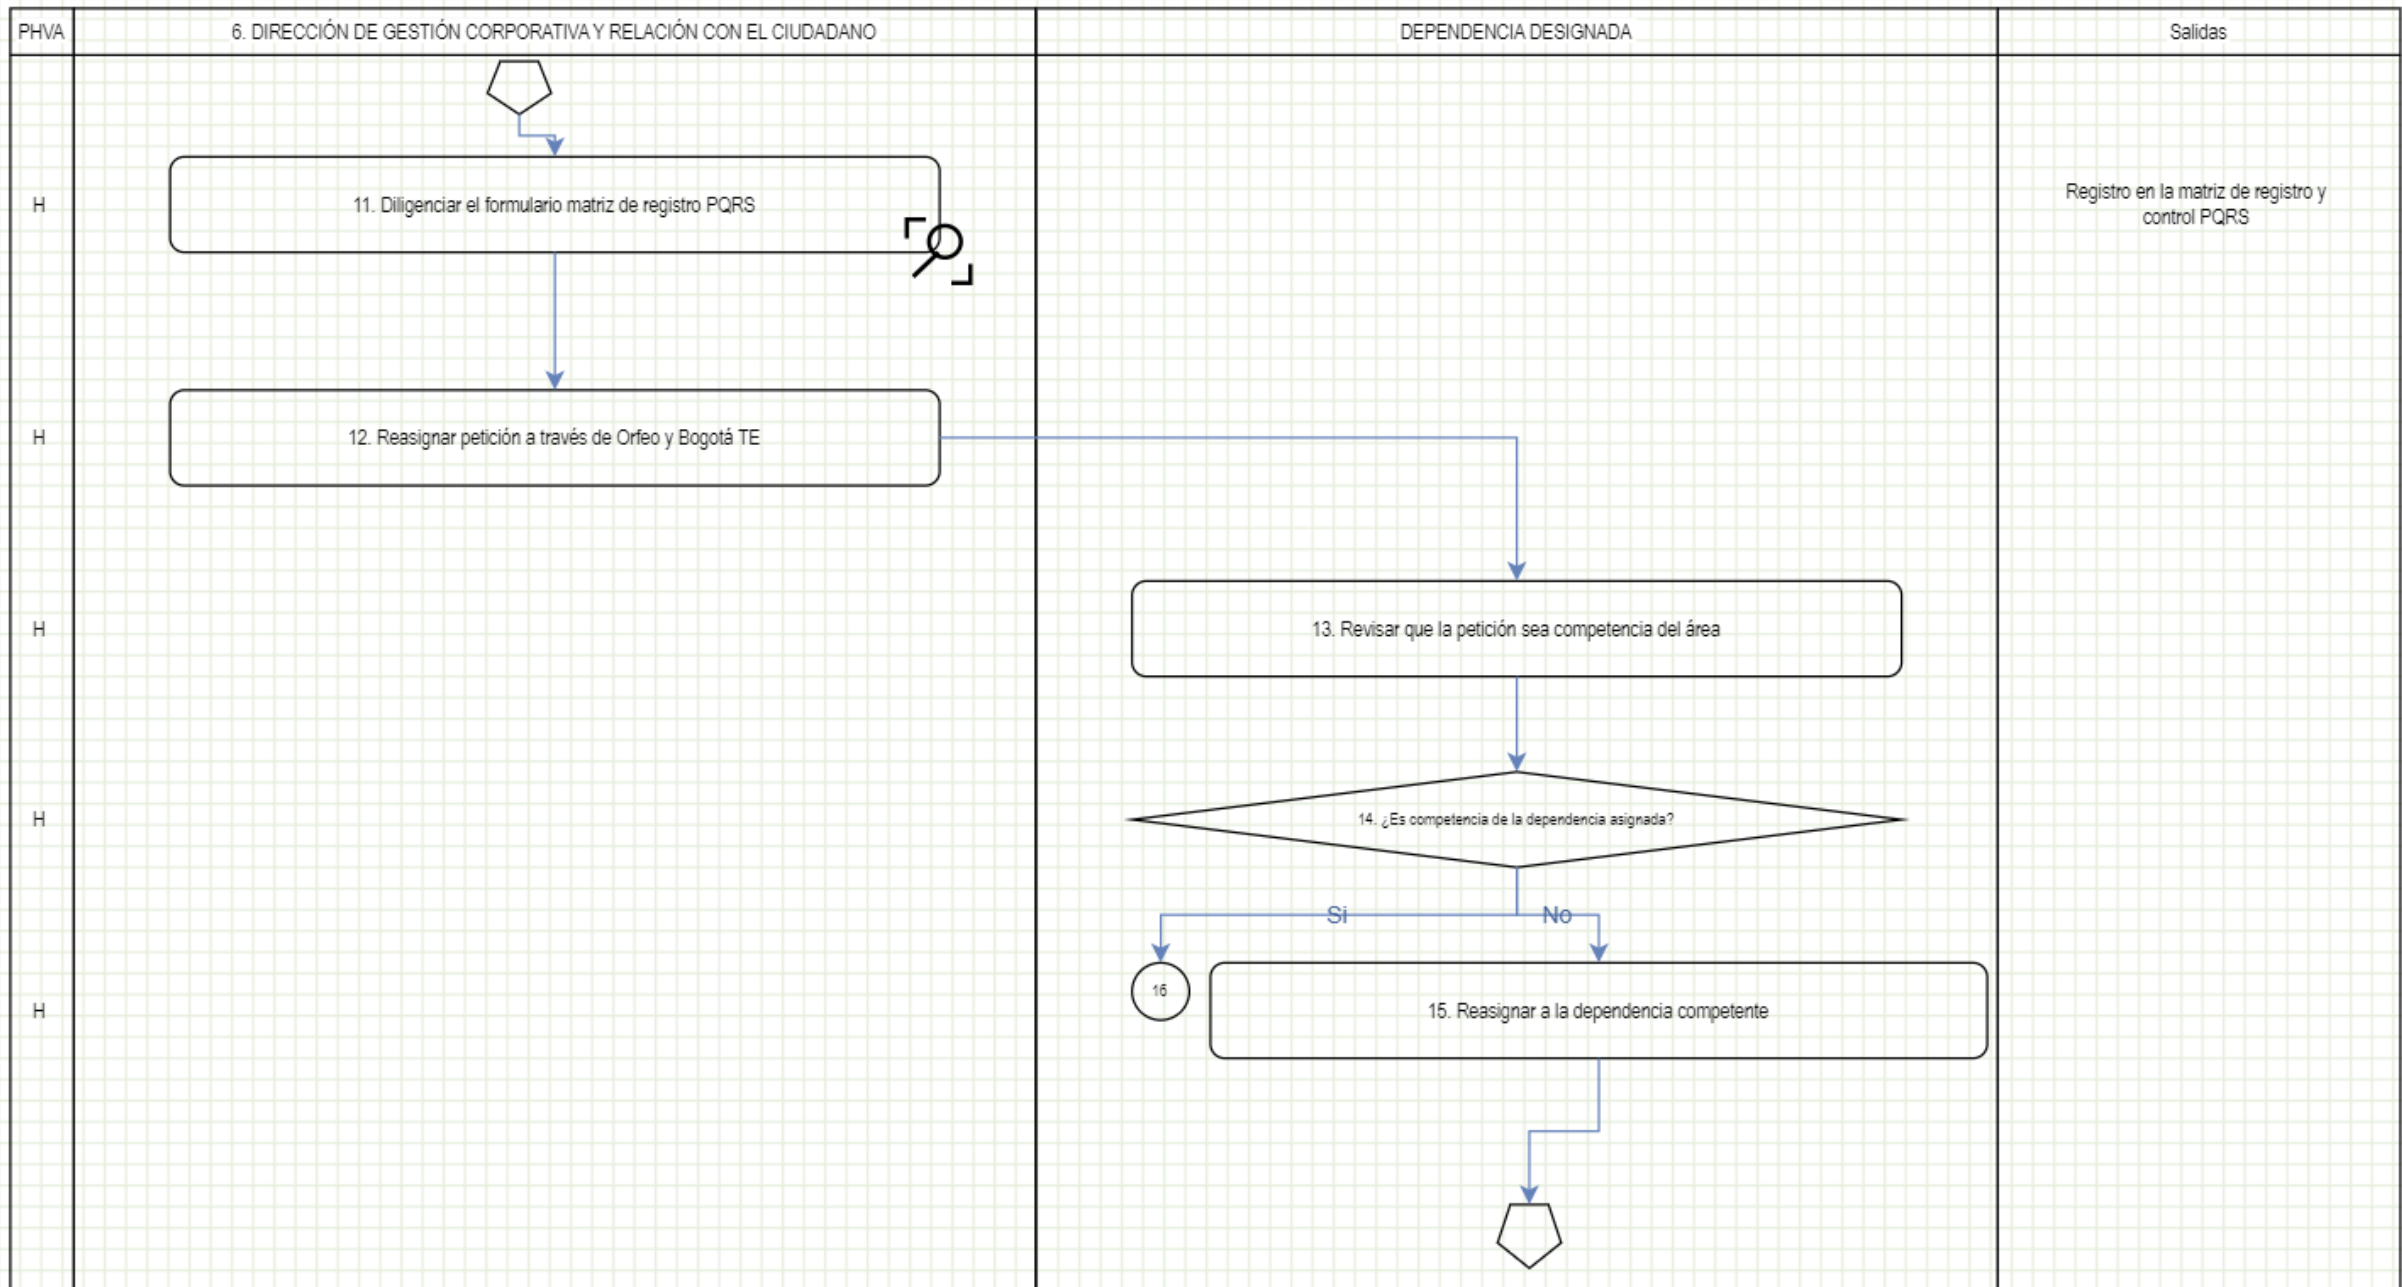 PHVA
6. DIRECCIÓN DE GESTIÓN CORPORATIVA Y RELACIÓN CON EL CIUDADANO
DEPENDENCIA DESIGNADA
Salidas
H
11. Diligenciar el formulario matriz de registro PQRS
Registro en la matriz de registro y
control PQRS
H
12. Reasignar petición a través de Orfeo y Bogotá TE
H
13. Revisar que la petición sea competencia del área
H
14. ¿Es competencia de la dependencia asignada?
Si
No
H
16
15. Reasignar a la dependencia competente